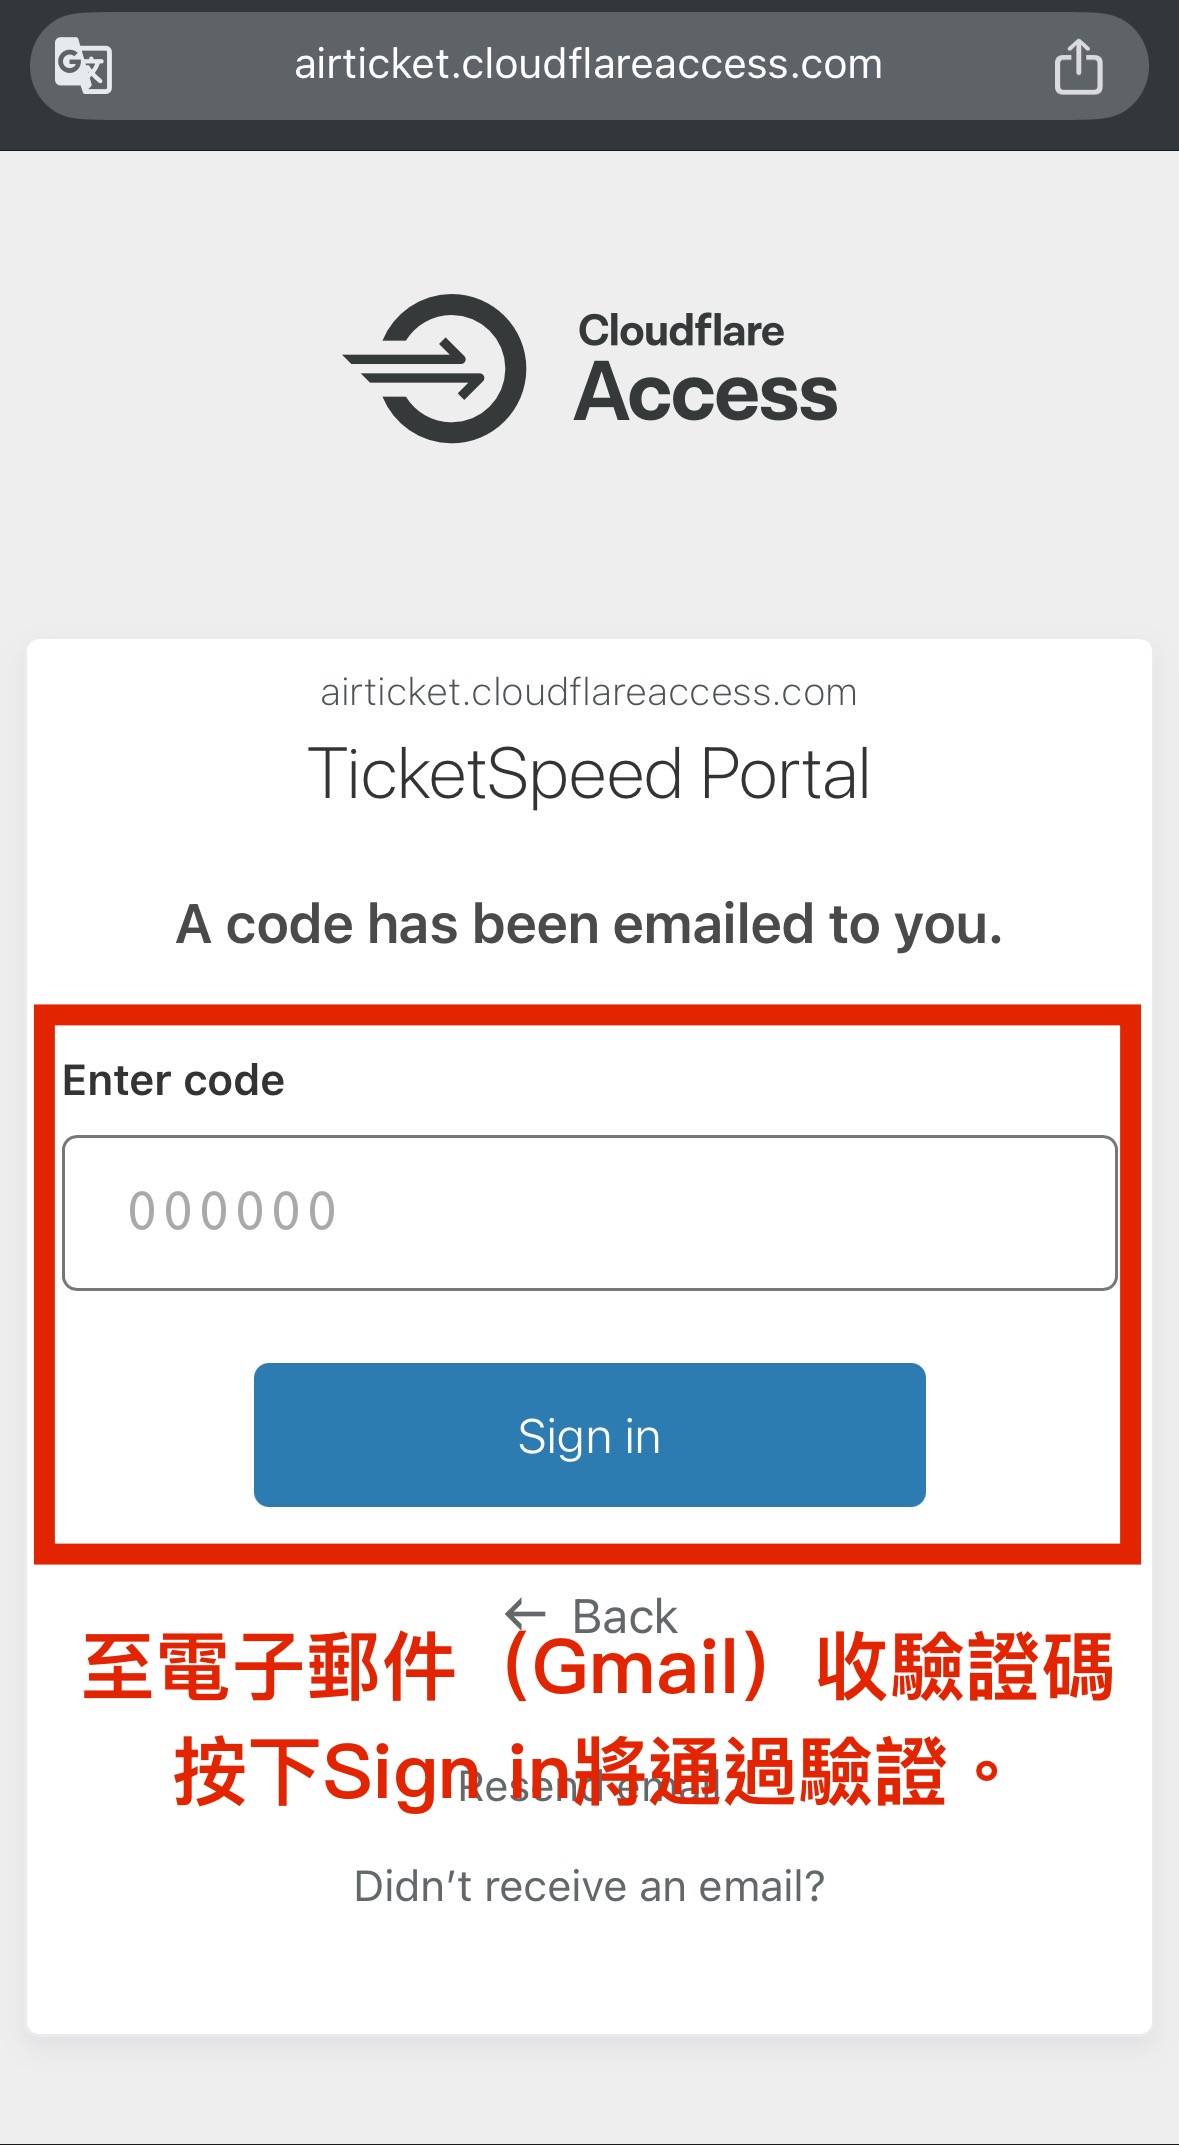 airticket.cloudflareaccess.com
Cloudflare
Access
airticket.cloudflareaccess.com
TicketSpeed Portal
A code has been emailed to you.
Enter code
000000
Sign in
← Back
至電子郵件（Gmail）收驗證碼
按下Sign in將通過驗證。
Resend email
Didn’t receive an email?